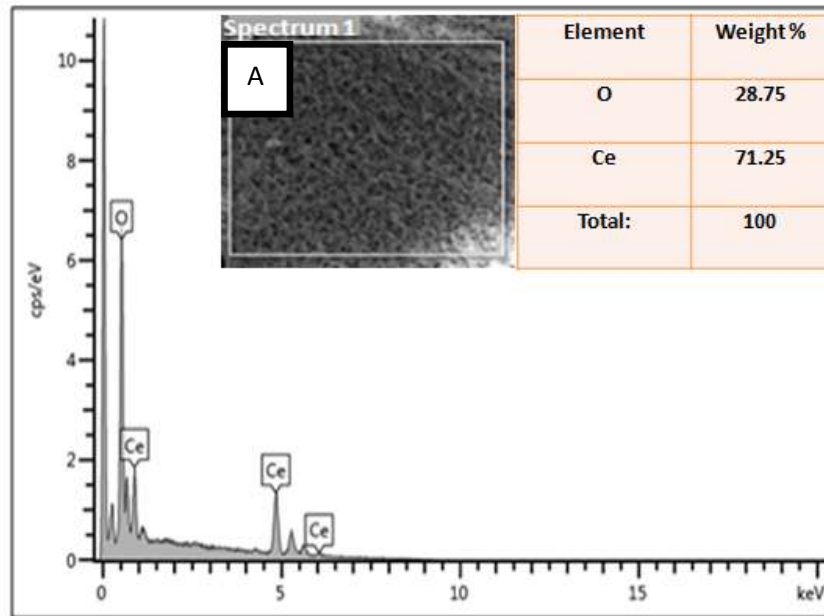 Spectrum 1
A
Element Weight%
O 28.75
Ce 71.25
Total: 100
cps/eV
10
8
6
4
2
0
O
Ce
Ce
Ce
0 5 10 15 keV